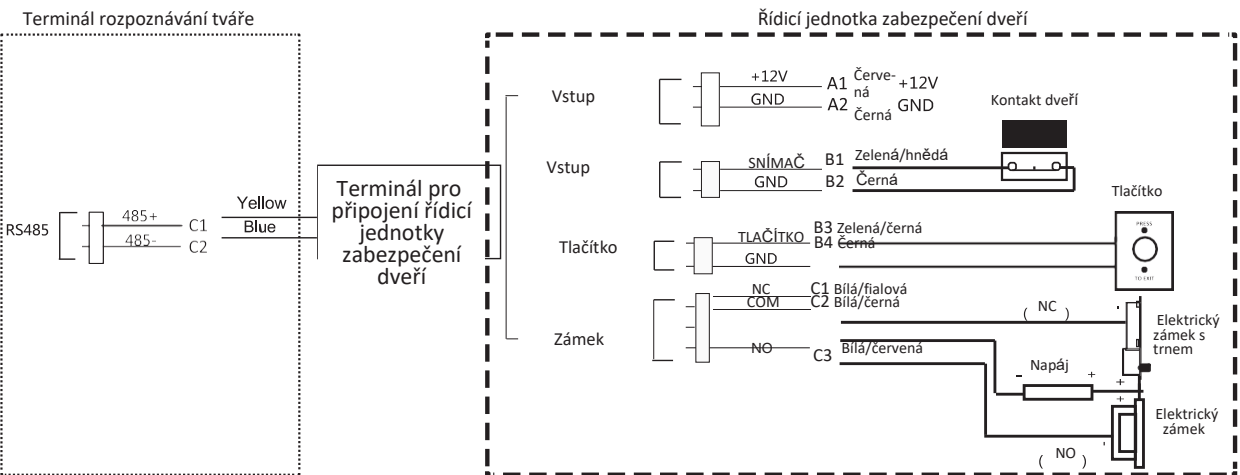 Terminál rozpoznávání tváře
Řídicí jednotka zabezpečení dveří
Vstup
+12V
A1
Červe-
ná
+12V
GND
A2
Černá
GND
Kontakt dveří
Vstup
SNÍMAČ
B1
Zelená/hnědá
GND
B2
Černá
Tlačítko
PRESS
TO EXIT
RS485
485+
C1
485-
C2
Yellow
Blue
Terminál pro
připojení řídicí
jednotky
zabezpečení
dveří
Tlačítko
TLAČÍTKO
B3 Zelená/černá
B4 Černá
GND
Zámek
NC
C1 Bílá/fialová
COM
C2 Bílá/černá
NO
C3
Bílá/červená
( NC )
Elektrický
zámek s
trnem
Napáj
- +
+
+
-
-
Elektrický
zámek
( NO )